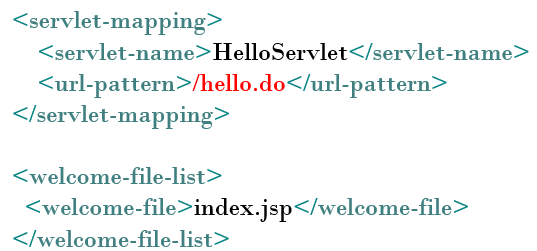 <servlet-mapping>
<servlet-name>HelloServlet</servlet-name>
<url-pattern>/hello.do</url-pattern>
</servlet-mapping>
<welcome-file-list>
<welcome-file>index.jsp</welcome-file>
</welcome-file-list>